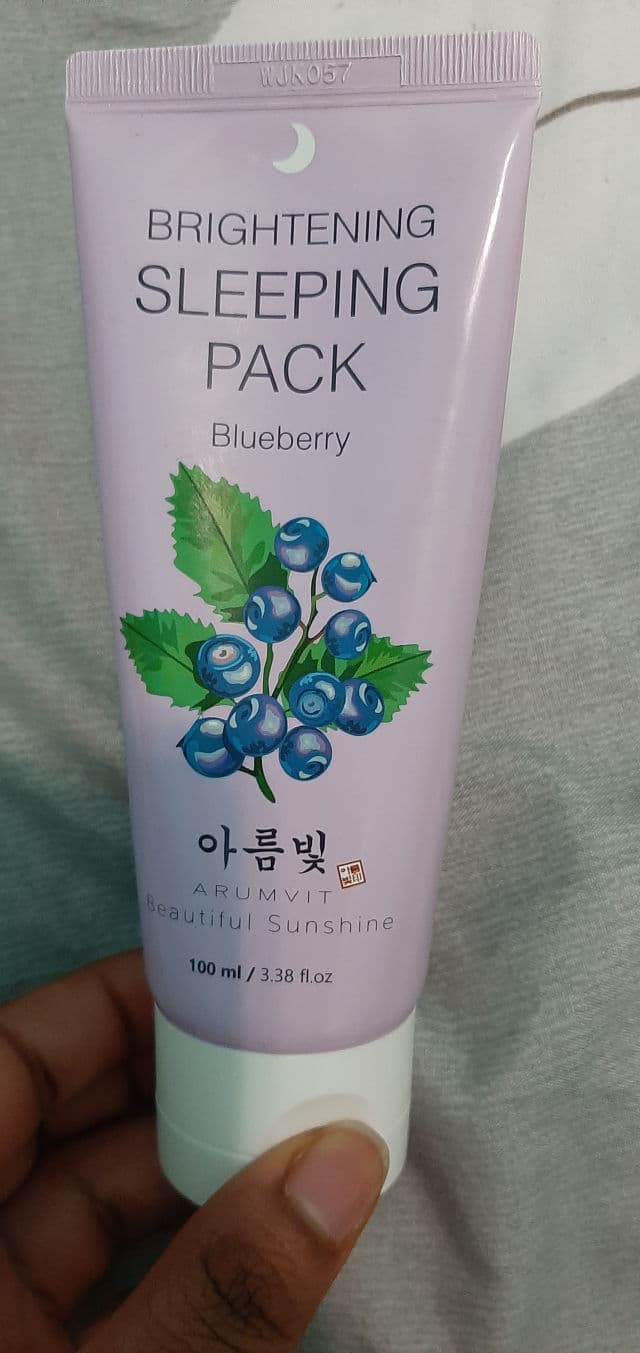 WJK057
BRIGHTENING
SLEEPING
PACK
Blueberry
아름빛
ARUMVIT
Beautiful Sunshine
100 ml / 3.38 fl.oz